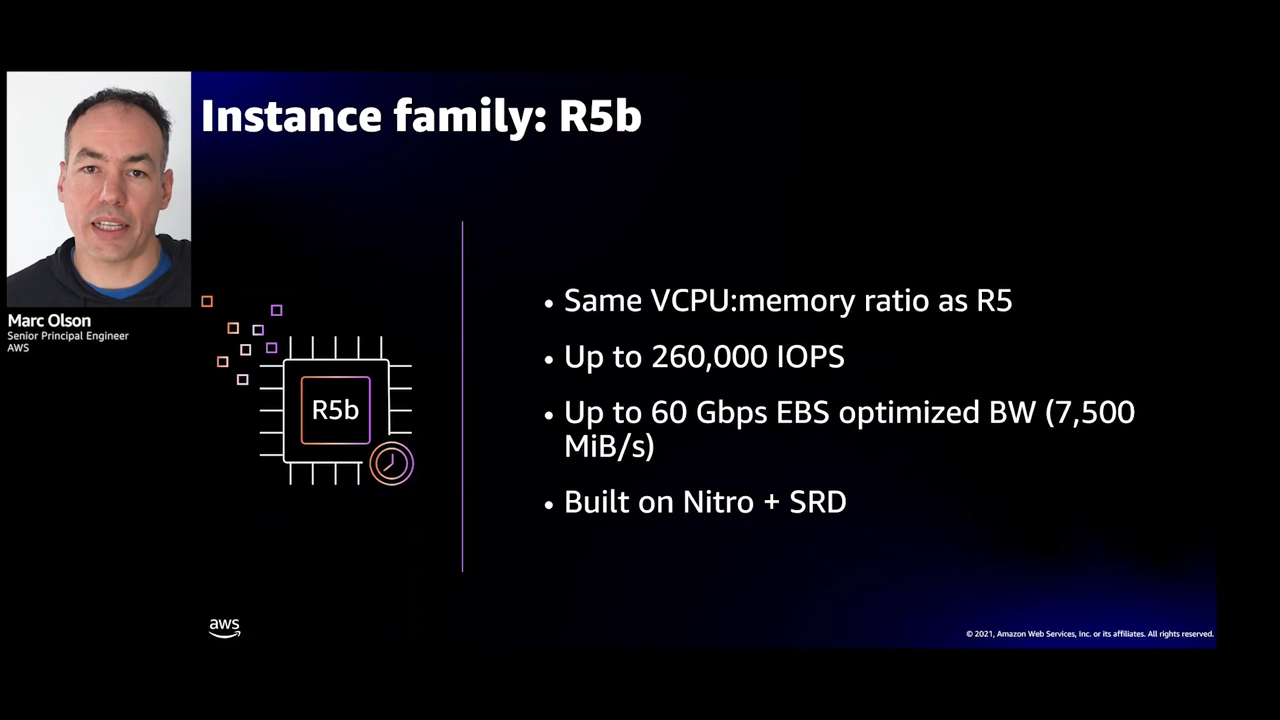 Instance family: R5b
Marc Olson
Senior Principal Engineer
AWS
R5b
• Same VCPU:memory ratio as R5
• Up to 260,000 IOPS
• Up to 60 Gbps EBS optimized BW (7,500
MiB/s)
• Built on Nitro + SRD
aws
© 2021, Amazon Web Services, Inc. or its affiliates. All rights reserved.